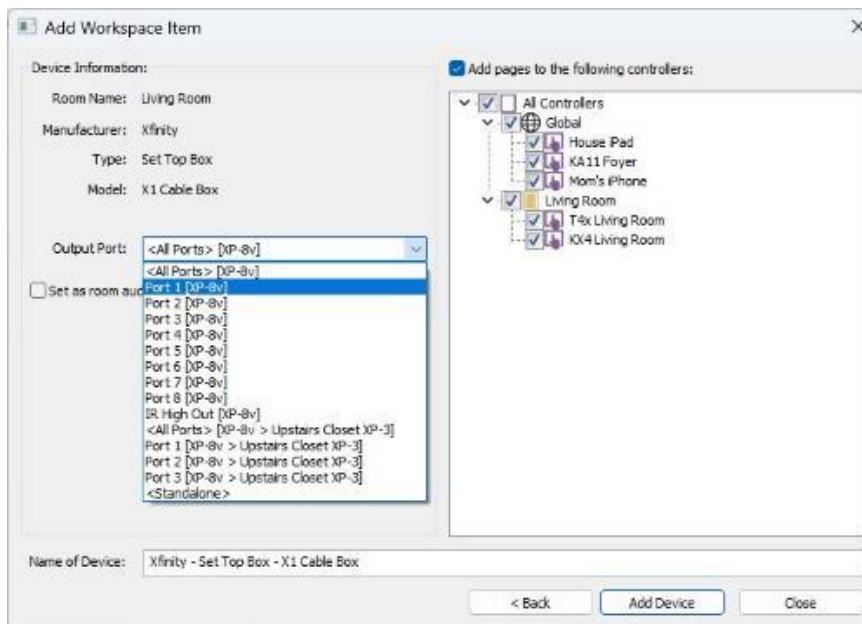 Add Workspace Item
Device Information:
Room Name: Living Room
Manufacturer: Xfinity
Type: Set Top Box
Model: X1 Cable Box
Output Port: <All Ports> [XP-8v]
<All Ports> [XP-8v]
Port 1 [XP-8v]
Port 2 [XP-8v]
Port 3 [XP-8v]
Port 4 [XP-8v]
Port 5 [XP-8v]
Port 6 [XP-8v]
Port 7 [XP-8v]
Port 8 [XP-8v]
IR High Out [XP-8v]
<All Ports> [XP-8v > Upstairs Closet XP-3]
Port 1 [XP-8v > Upstairs Closet XP-3]
Port 2 [XP-8v > Upstairs Closet XP-3]
Port 3 [XP-8v > Upstairs Closet XP-3]
<Standalone>
Set as room aud
Add pages to the following controllers:
All Controllers
Global
House iPad
KA11 Foyer
Mom's iPhone
Living Room
T4x Living Room
KX4 Living Room
Name of Device: Xfinity - Set Top Box - X1 Cable Box
< Back
Add Device
Close